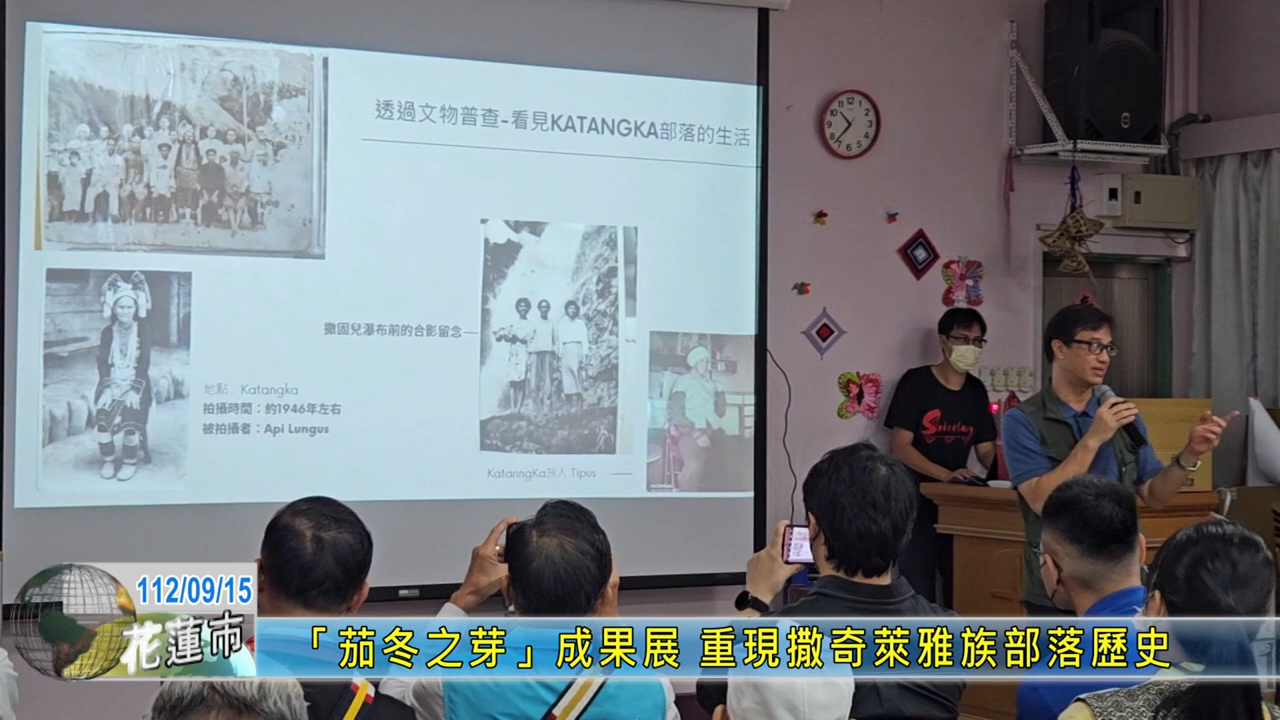 透過文物普查-看見KATANGKA部落的生活
撒固兒瀑布前的合影留念
地點：Katangka
拍攝時間：約1946年左右
被拍攝者：Api Lungus
KatanngKa族人 Tipus
Secretary
112/09/15
花蓮市
「茄冬之芽」成果展 重現撒奇萊雅族部落歷史